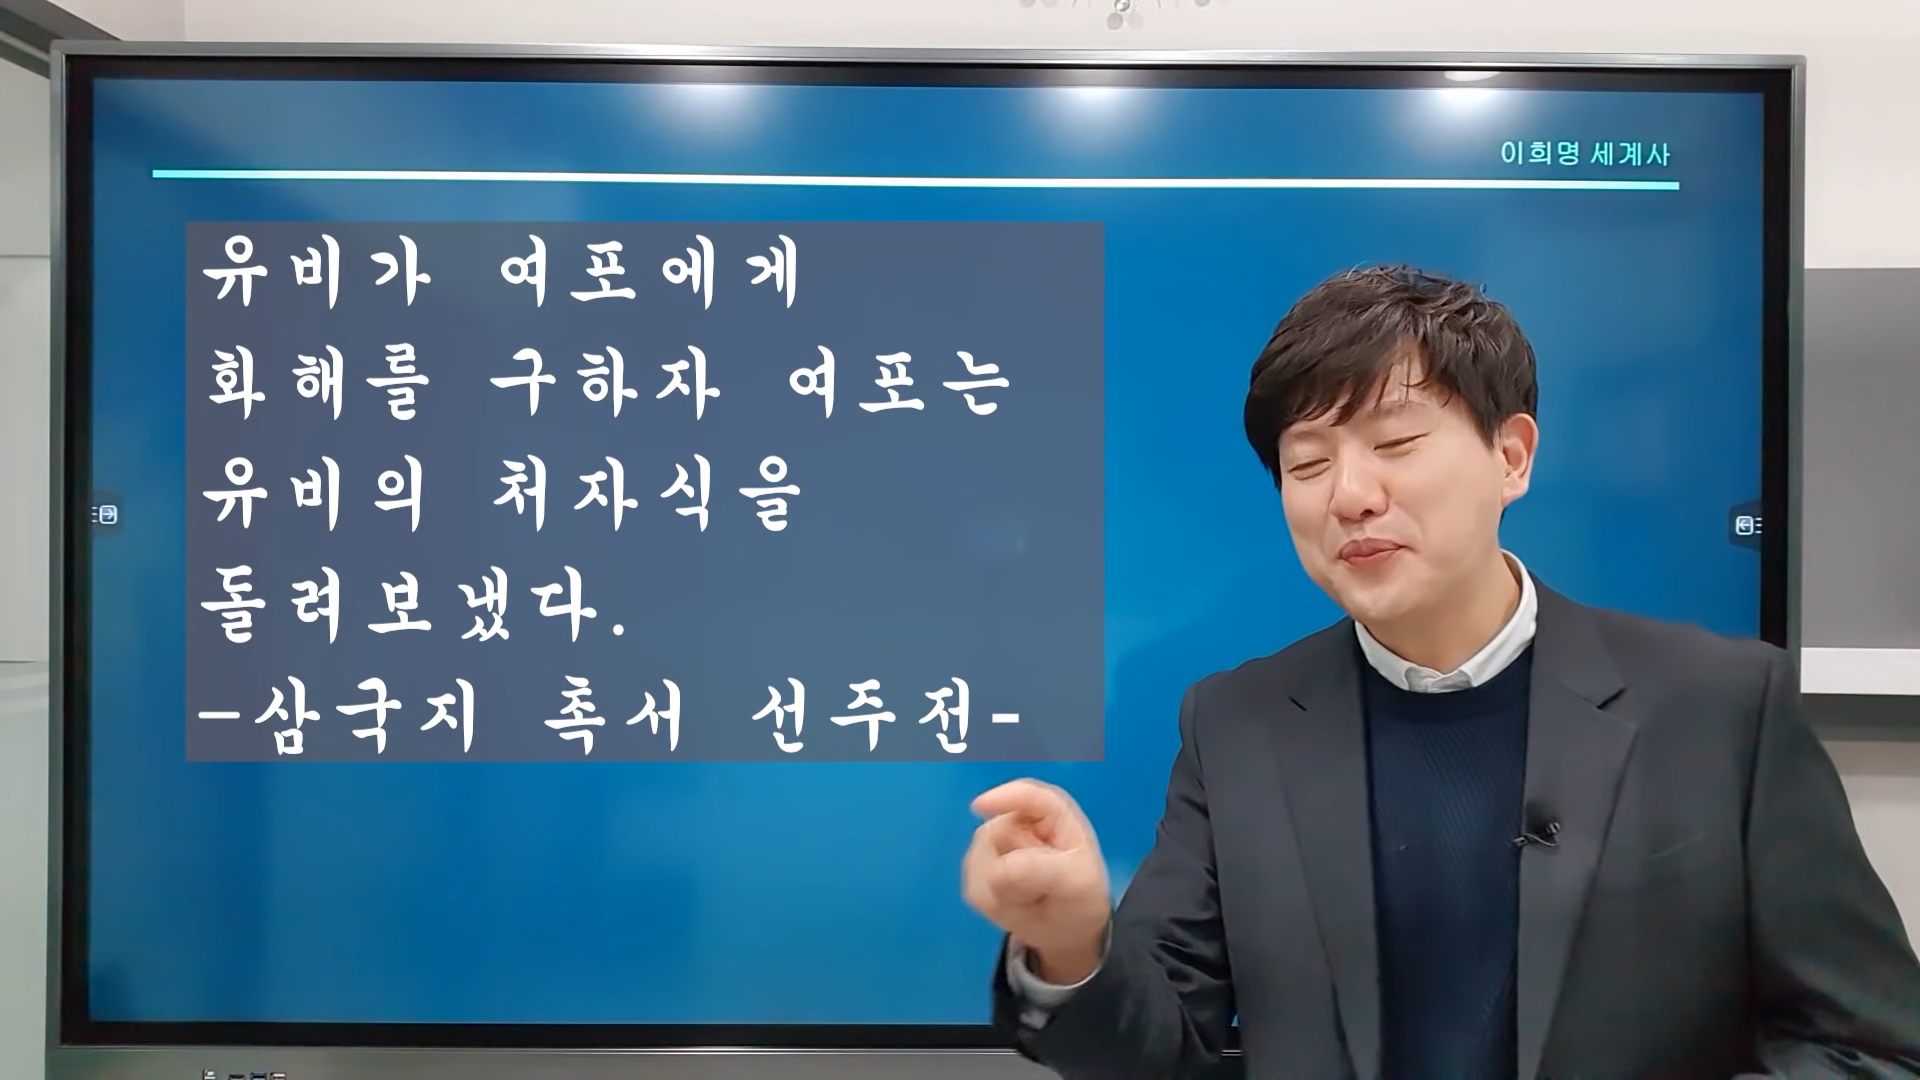 이희명 세계사
유비가 여포에게
화해를 구하자 여포는
유비의 처자식을
돌려보냈다.
-삼국지 촉서 선주전-